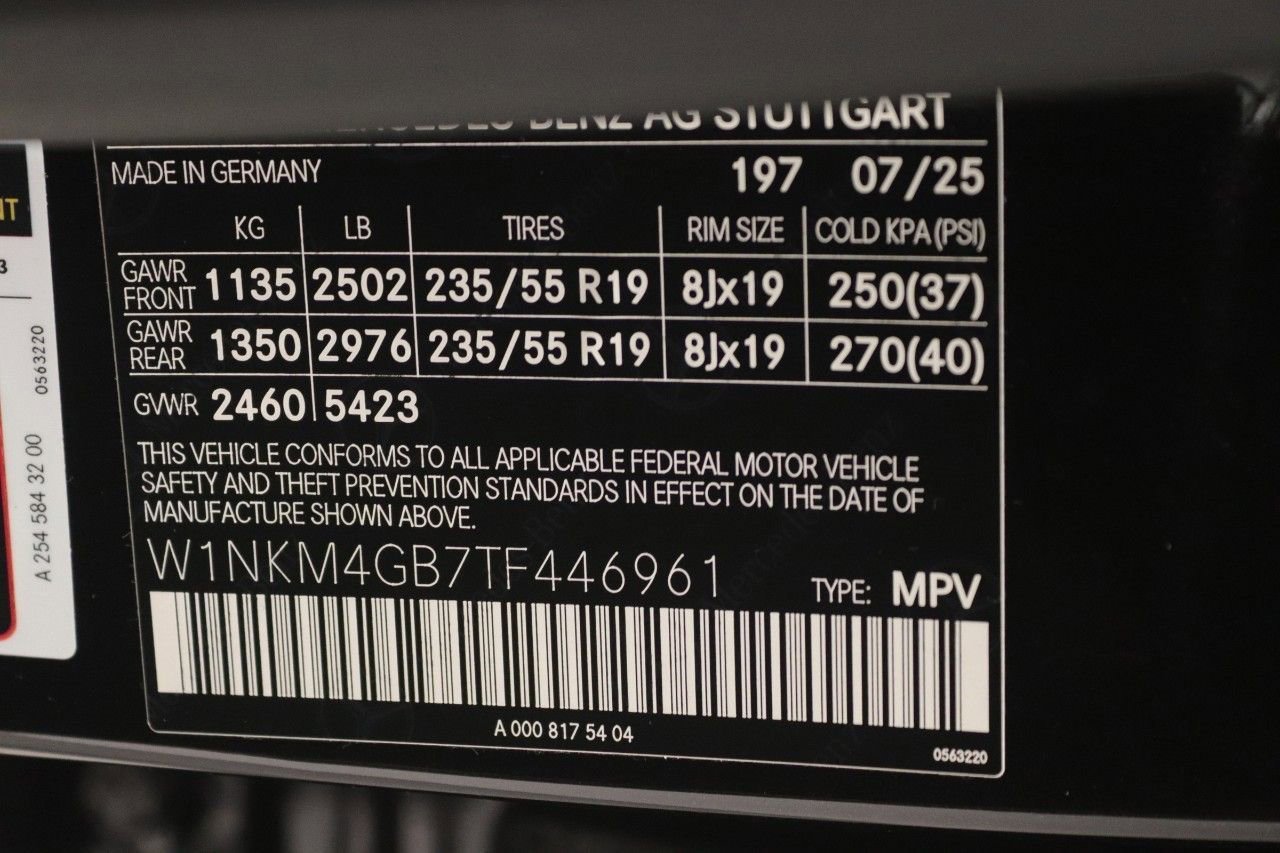 BENZ AG STUTTGART
MADE IN GERMANY 197 07/25
KG LB TIRES RIM SIZE COLD KPA (PSI)
GAWR FRONT 1135 2502 235/55 R19 8Jx19 250(37)
GAWR REAR 1350 2976 235/55 R19 8Jx19 270(40)
GVWR 2460 5423
THIS VEHICLE CONFORMS TO ALL APPLICABLE FEDERAL MOTOR VEHICLE
SAFETY AND THEFT PREVENTION STANDARDS IN EFFECT ON THE DATE OF
MANUFACTURE SHOWN ABOVE.
W1NKM4GB7TF446961 TYPE: MPV
A 000 817 54 04
0563220
A 254 584 32 00 0563220